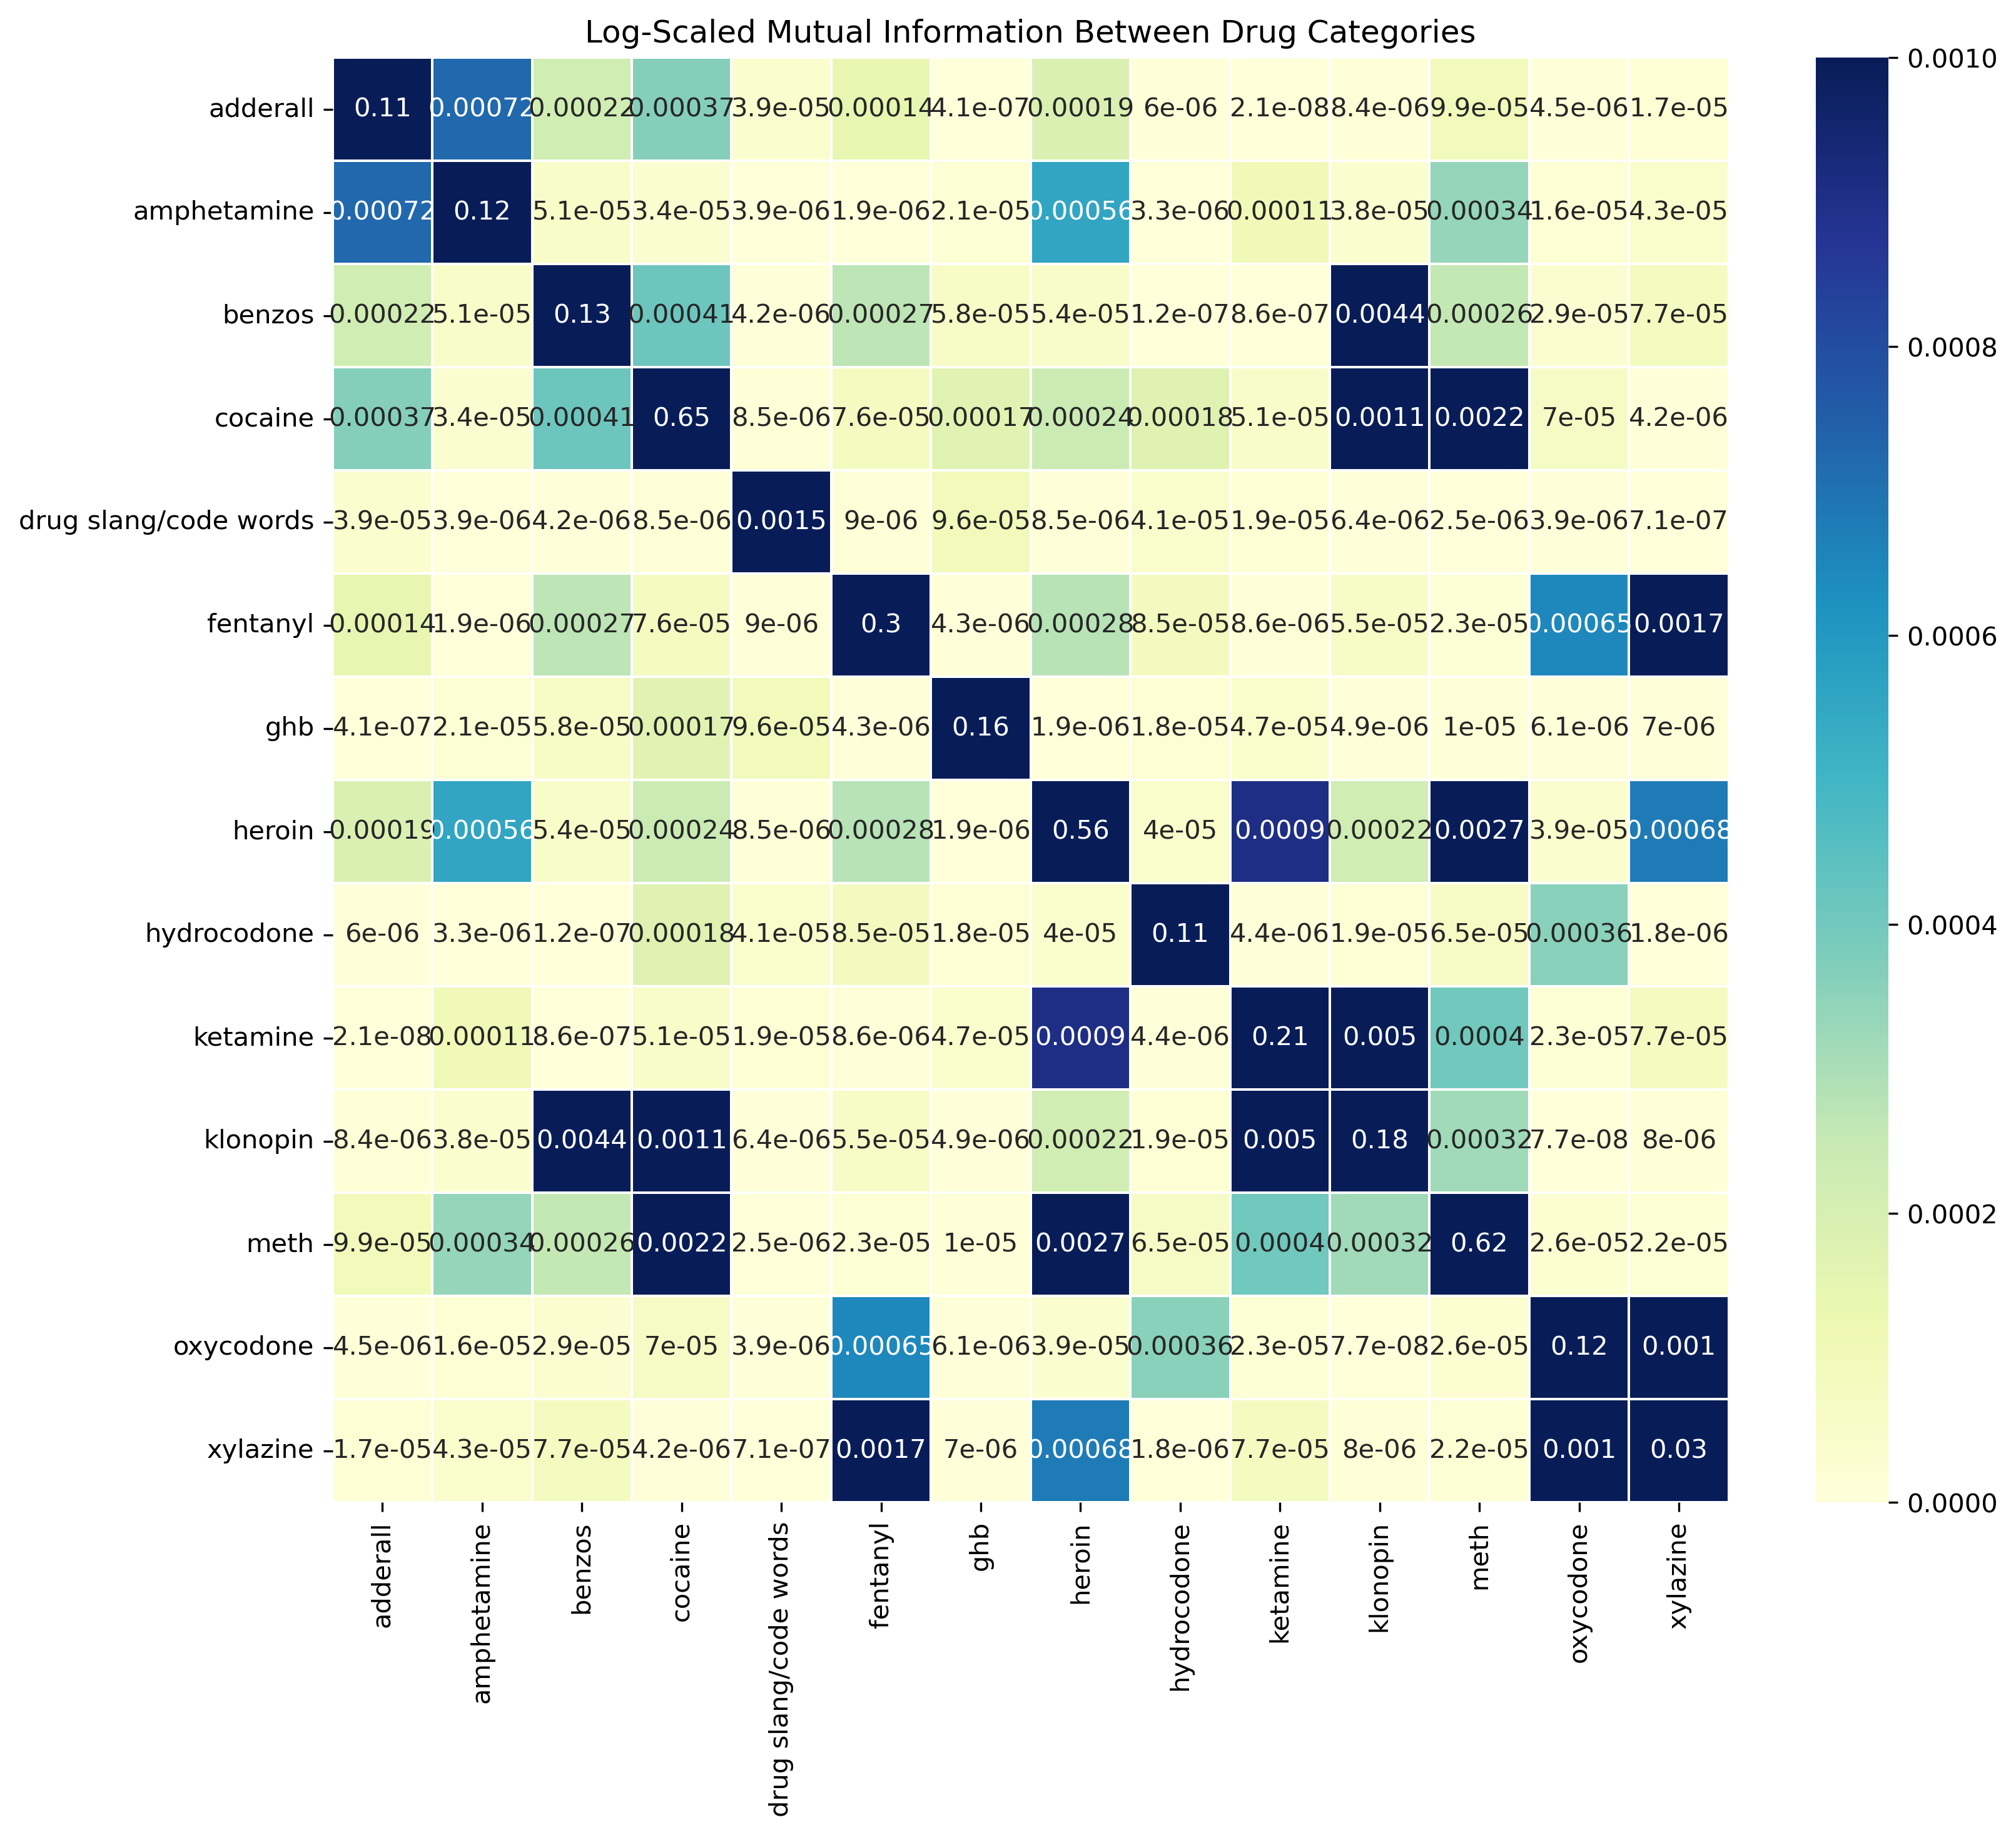 Log-Scaled Mutual Information Between Drug Categories
adderall 0.11 0.00072 0.00022 0.00037 3.9e-05 0.00014 4.1e-07 0.00019 6e-06 2.1e-08 8.4e-06 9.9e-05 4.5e-06 1.7e-05
amphetamine 0.00072 0.12 5.1e-05 3.4e-05 3.9e-06 1.9e-06 2.1e-05 0.00056 3.3e-06 0.00011 3.8e-05 0.00034 1.6e-05 4.3e-05
benzos 0.00022 5.1e-05 0.13 0.00041 4.2e-06 0.00027 5.8e-05 5.4e-05 1.2e-07 8.6e-07 0.0044 0.00026 2.9e-05 7.7e-05
cocaine 0.00037 3.4e-05 0.00041 0.65 8.5e-06 7.6e-05 0.00017 0.00024 0.00018 5.1e-05 0.0011 0.0022 7e-05 4.2e-06
drug slang/code words 3.9e-05 3.9e-06 4.2e-06 8.5e-06 0.0015 9e-06 9.6e-05 8.5e-06 4.1e-05 1.9e-05 6.4e-06 2.5e-06 3.9e-06 7.1e-07
fentanyl 0.00014 1.9e-06 0.00027 7.6e-05 9e-06 0.3 4.3e-06 0.00028 8.5e-05 8.6e-06 5.5e-05 2.3e-05 0.00065 0.0017
ghb 4.1e-07 2.1e-05 5.8e-05 0.00017 9.6e-05 4.3e-06 0.16 1.9e-06 1.8e-05 4.7e-05 4.9e-06 1e-05 6.1e-06 7e-06
heroin 0.00019 0.00056 5.4e-05 0.00024 8.5e-06 0.00028 1.9e-06 0.56 4e-05 0.0009 0.00022 0.0027 3.9e-05 0.00068
hydrocodone 6e-06 3.3e-06 1.2e-07 0.00018 4.1e-05 8.5e-05 1.8e-05 4e-05 0.11 4.4e-06 1.9e-05 6.5e-05 0.00036 1.8e-06
ketamine 2.1e-08 0.00011 8.6e-07 5.1e-05 1.9e-05 8.6e-06 4.7e-05 0.0009 4.4e-06 0.21 0.005 0.0004 2.3e-05 7.7e-05
klonopin 8.4e-06 3.8e-05 0.0044 0.0011 6.4e-06 5.5e-05 4.9e-06 0.00022 1.9e-05 0.005 0.18 0.00032 7.7e-08 8e-06
meth 9.9e-05 0.00034 0.00026 0.0022 2.5e-06 2.3e-05 1e-05 0.0027 6.5e-05 0.0004 0.00032 0.62 2.6e-05 2.2e-05
oxycodone 4.5e-06 1.6e-05 2.9e-05 7e-05 3.9e-06 0.00065 6.1e-06 3.9e-05 0.00036 2.3e-05 7.7e-08 2.6e-05 0.12 0.001
xylazine 1.7e-05 4.3e-05 7.7e-05 4.2e-06 7.1e-07 0.0017 7e-06 0.00068 1.8e-06 7.7e-05 8e-06 2.2e-05 0.001 0.03
adderall
amphetamine
benzos
cocaine
drug slang/code words
fentanyl
ghb
heroin
hydrocodone
ketamine
klonopin
meth
oxycodone
xylazine
0.0010
0.0008
0.0006
0.0004
0.0002
0.0000